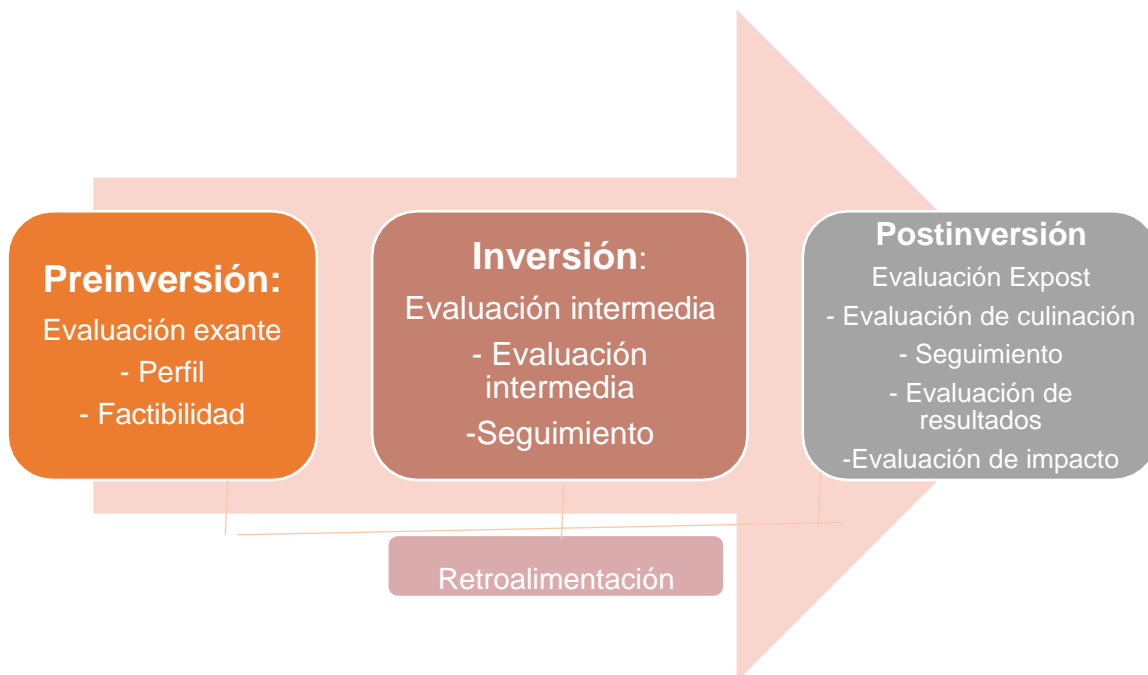 Preinversión:
Evaluación exante
- Perfil
- Factibilidad
Inversión:
Evaluación intermedia
- Evaluación
intermedia
-Seguimiento
Postinversión
Evaluación Expost
- Evaluación de culinación
- Seguimiento
- Evaluación de
resultados
-Evaluación de impacto
Retroalimentación